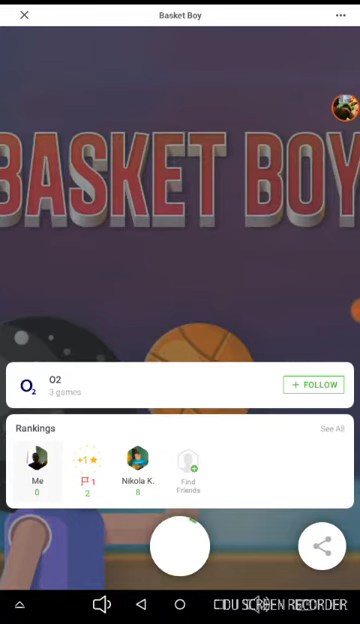 Basket Boy
BASKET BOY
O2
O2
3 games
+ FOLLOW
Rankings
See All
+1
Me
1
Nikola K.
Find
Friends
0
2
8
DU SCREEN RECORDER